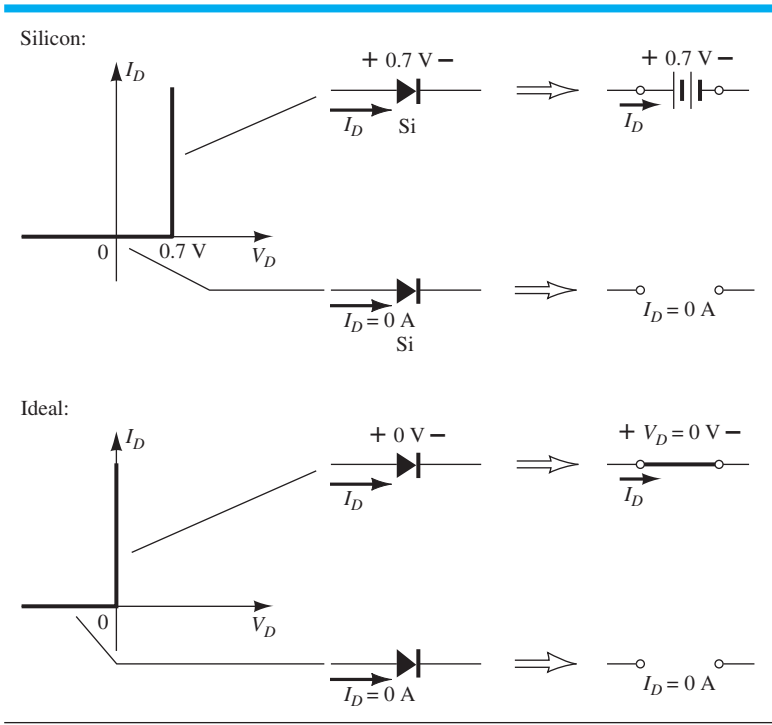 Silicon:
I_D
0
0.7 V
V_D
+ 0.7 V −
I_D
Si
+ 0.7 V −
I_D
I_D = 0 A
Si
I_D = 0 A
Ideal:
I_D
0
V_D
+ 0 V −
I_D
+ V_D = 0 V −
I_D
I_D = 0 A
I_D = 0 A